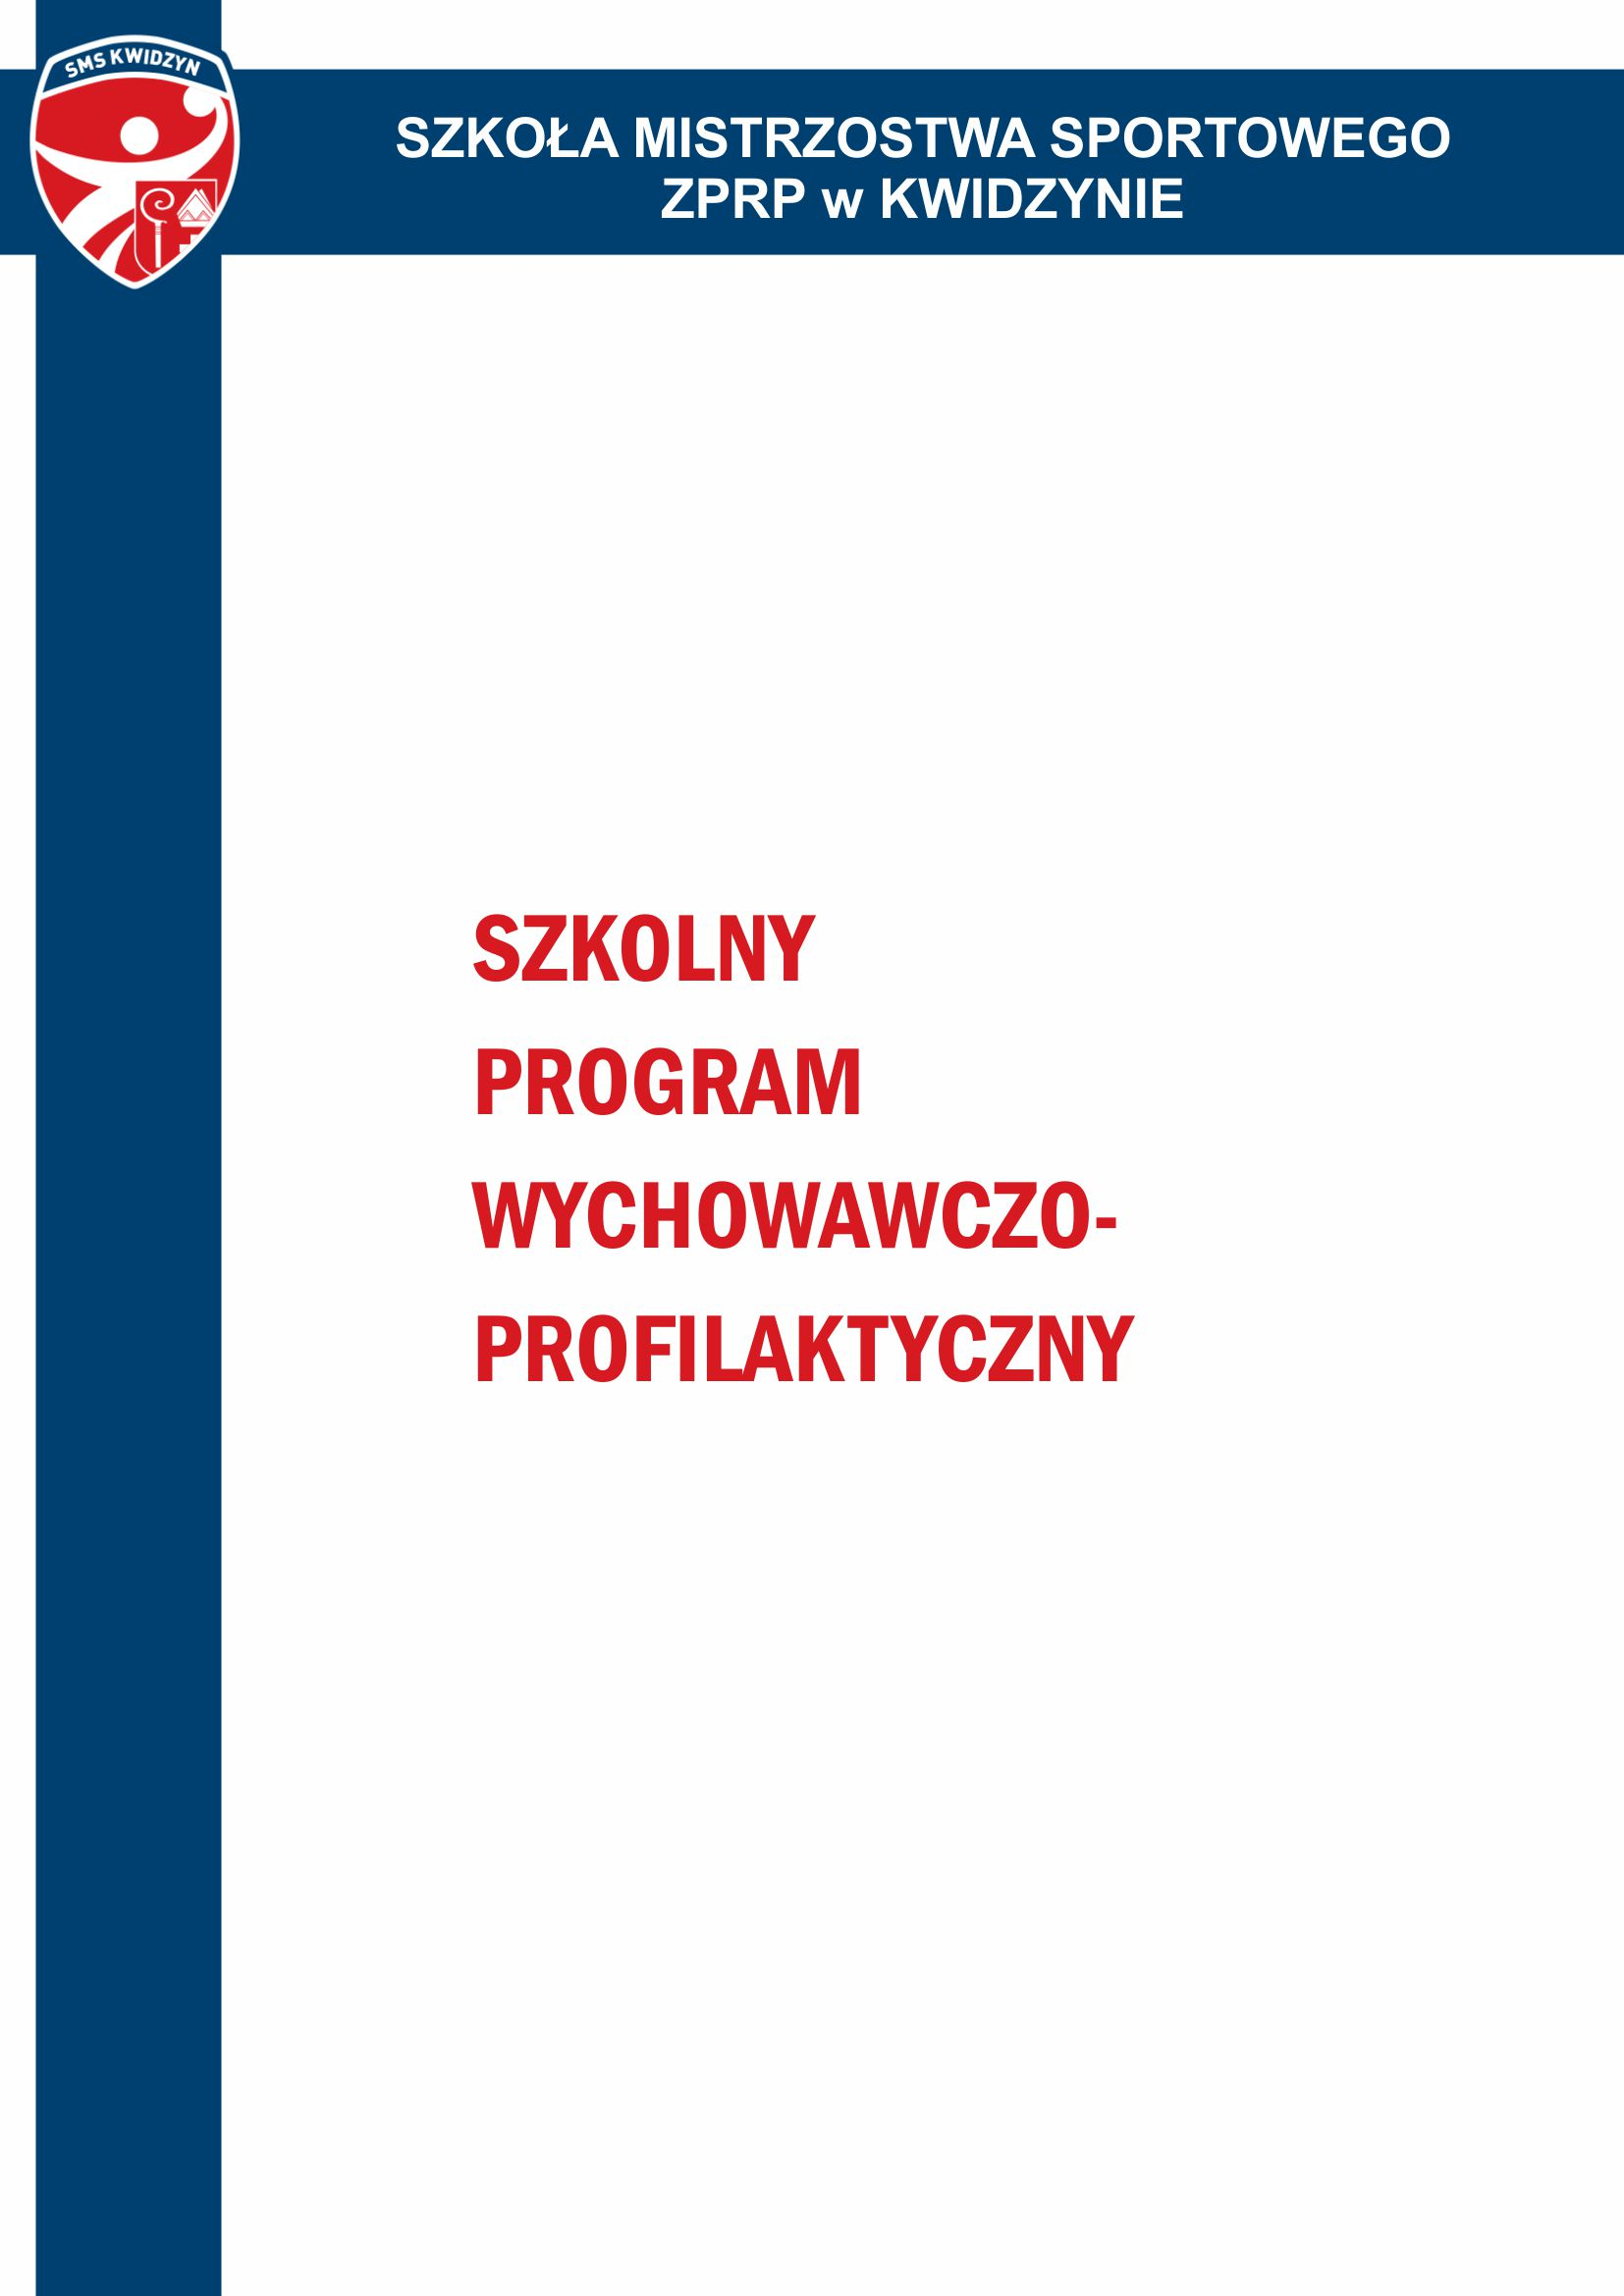 SMS KWIDZYN
SZKOŁA MISTRZOSTWA SPORTOWEGO
ZPRP w KWIDZYNIE
SZKOLNY
PROGRAM
WYCHOWAWCZO-
PROFILAKTYCZNY